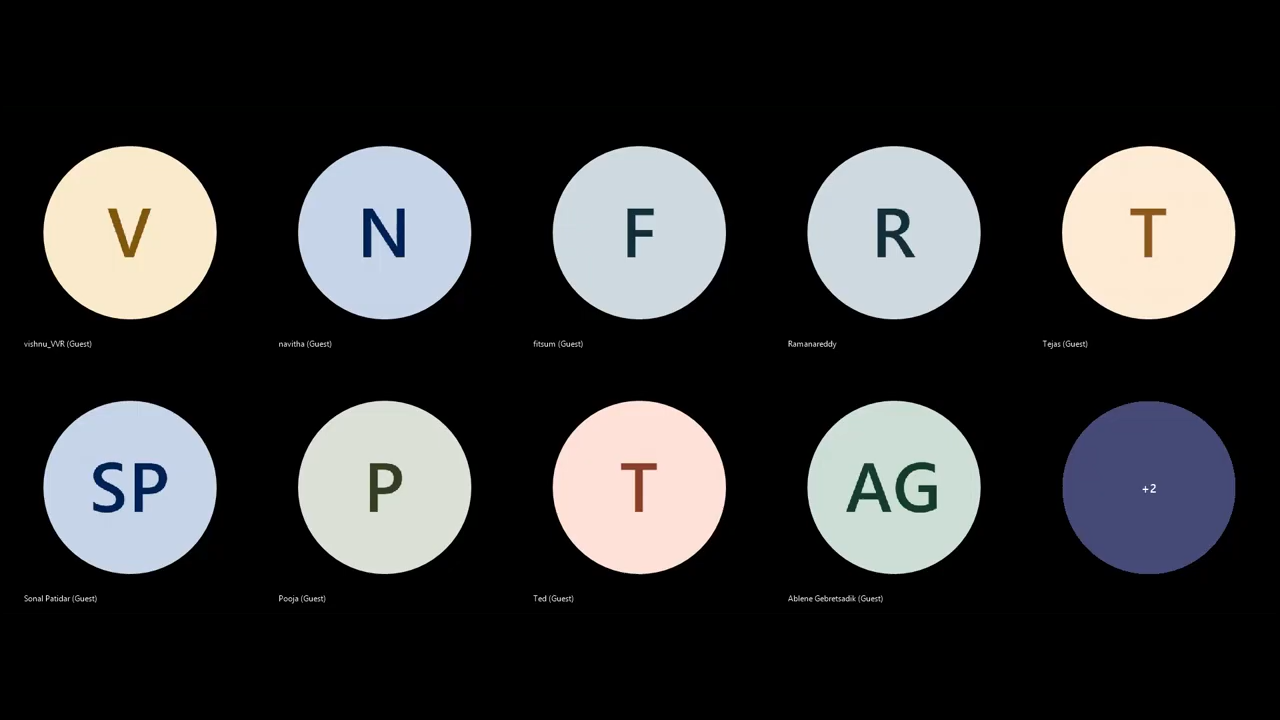 V
N
F
R
T
vishnu_VVR (Guest)
navitha (Guest)
fitsum (Guest)
Ramanareddy
Tejas (Guest)
SP
P
T
AG
+2
Sonal Patidar (Guest)
Pooja (Guest)
Ted (Guest)
Ablene Gebretsadik (Guest)